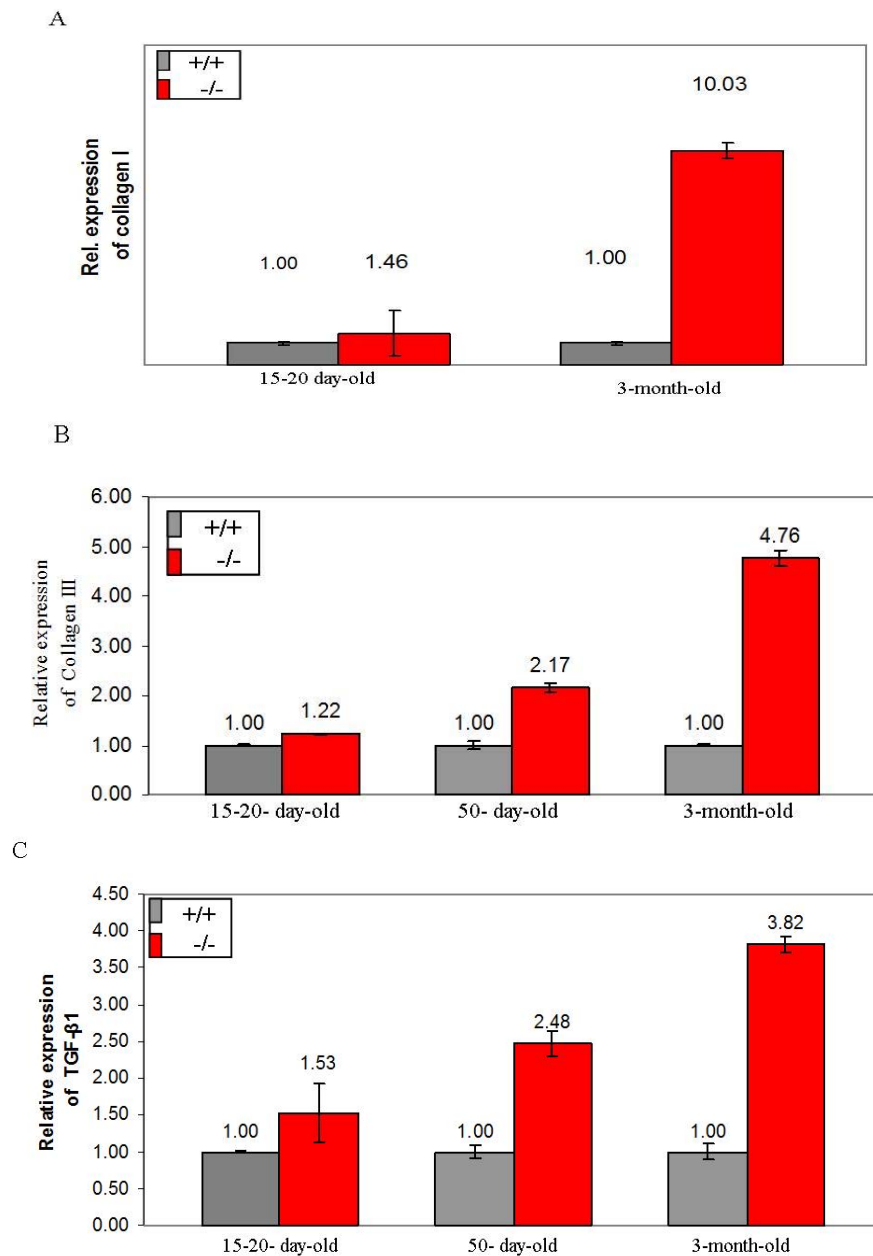 A
+/+
-/-
10.03
Rel. expression
of collagen I
1.00
1.46
1.00
15-20 day-old
3-month-old
B
6.00
5.00
4.00
3.00
2.00
1.00
0.00
+/+
-/-
Relative expression
of Collagen III
1.00
1.22
1.00
2.17
1.00
4.76
15-20- day-old
50- day-old
3-month-old
C
4.50
4.00
3.50
3.00
2.50
2.00
1.50
1.00
0.50
0.00
+/+
-/-
Relative expression
of TGF-β1
1.00
1.53
1.00
2.48
1.00
3.82
15-20- day-old
50- day-old
3-month-old